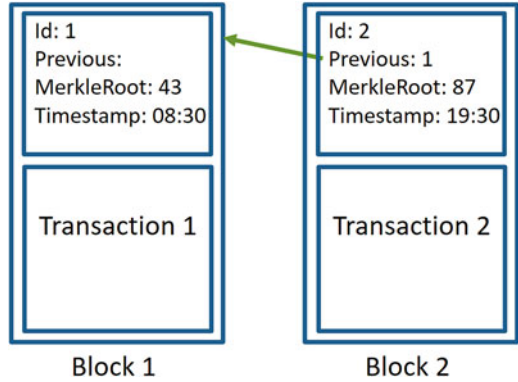 Id: 1
Previous:
MerkleRoot: 43
Timestamp: 08:30
Transaction 1
Block 1
Id: 2
Previous: 1
MerkleRoot: 87
Timestamp: 19:30
Transaction 2
Block 2